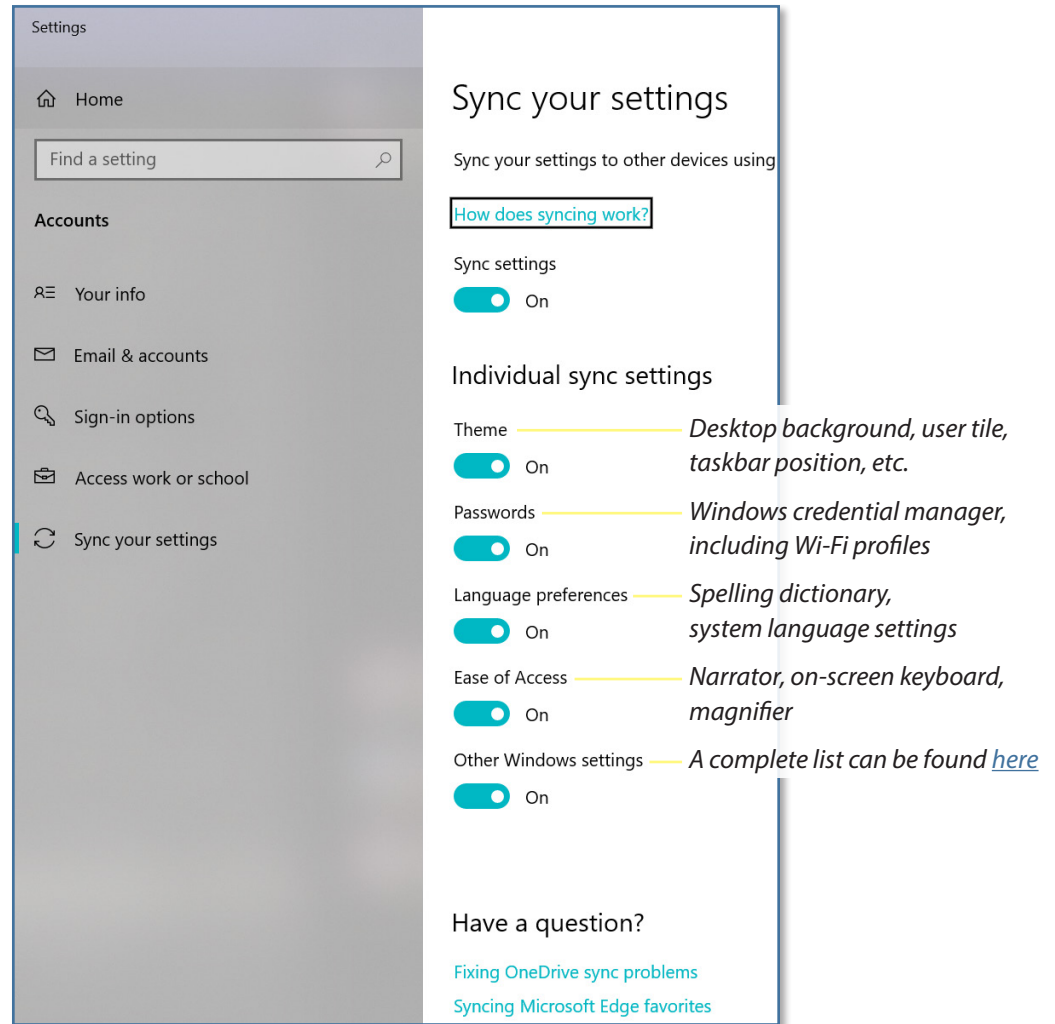 Settings
Home
Find a setting
Accounts
Your info
Email & accounts
Sign-in options
Access work or school
Sync your settings
Sync your settings
Sync your settings to other devices using
How does syncing work?
Sync settings
On
Individual sync settings
Theme
Desktop background, user tile,
taskbar position, etc.
On
Passwords
Windows credential manager,
including Wi-Fi profiles
On
Language preferences
Spelling dictionary,
system language settings
On
Ease of Access
Narrator, on-screen keyboard,
magnifier
On
Other Windows settings
A complete list can be found here
On
Have a question?
Fixing OneDrive sync problems
Syncing Microsoft Edge favorites